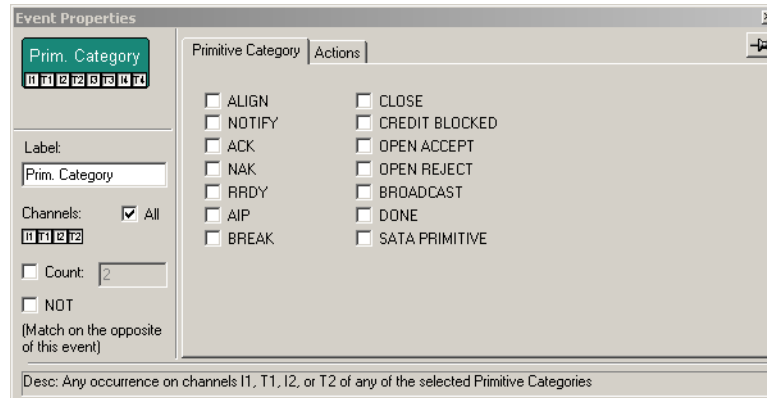 Event Properties
Prim. Category
I1 T1 I2 T2 I3 T3 I4 T4
Label:
Prim. Category
Channels: All
I1 T1 I2 T2
Count: 2
NOT
(Match on the opposite
of this event)
Primitive Category Actions
ALIGN CLOSE
NOTIFY CREDIT BLOCKED
ACK OPEN ACCEPT
NAK OPEN REJECT
RRDY BROADCAST
AIP DONE
BREAK SATA PRIMITIVE
Desc: Any occurrence on channels I1, T1, I2, or T2 of any of the selected Primitive Categories